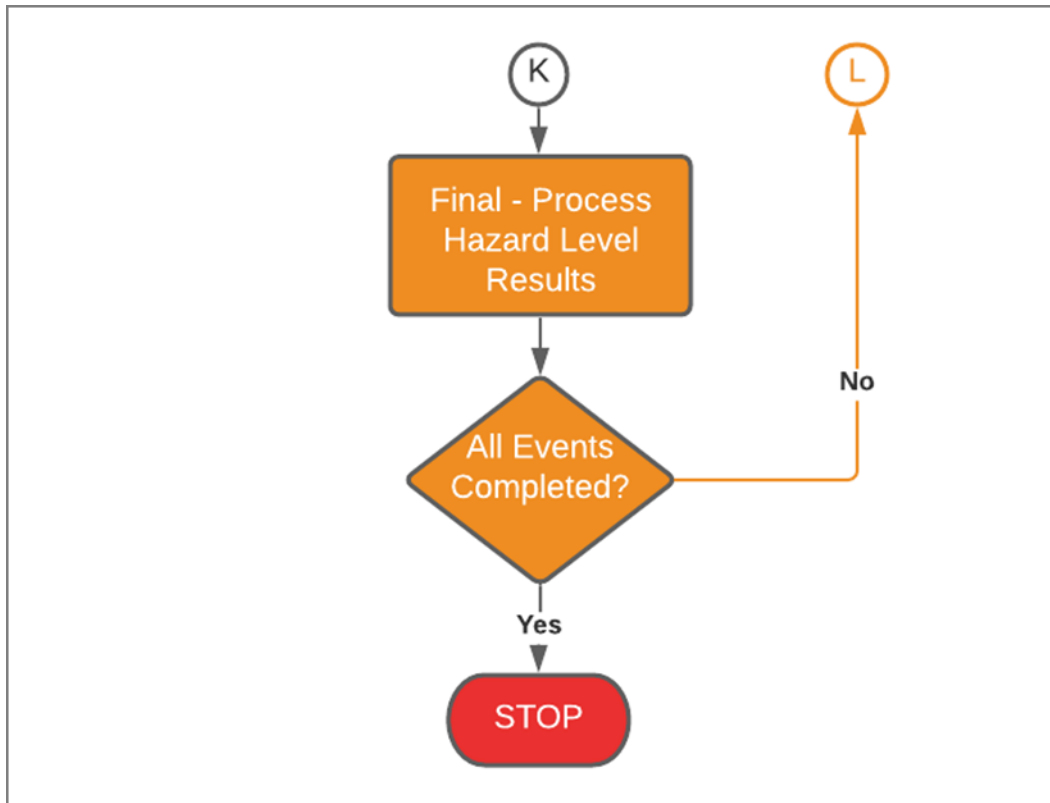 K
L
Final - Process
Hazard Level
Results
No
All Events
Completed?
Yes
STOP